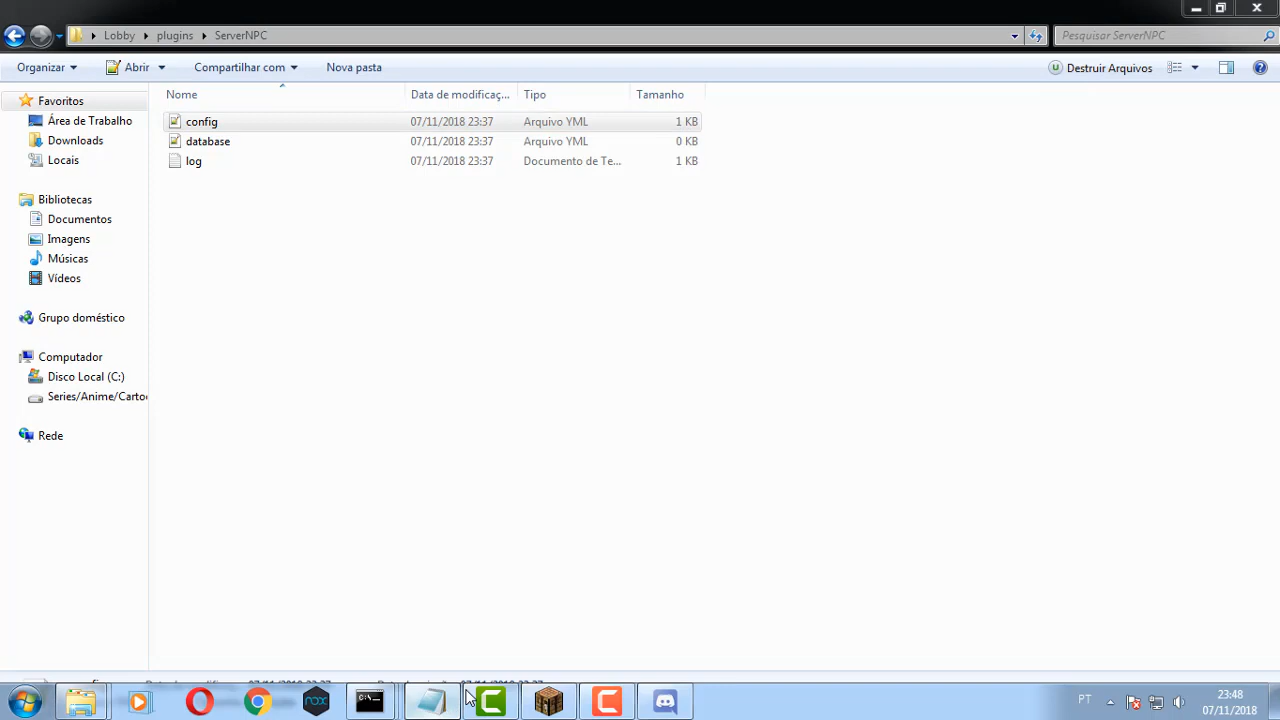 Lobby plugins ServerNPC
Pesquisar ServerNPC
Organizar Abrir Compartilhar com Nova pasta Destruir Arquivos
Nome Data de modificaç... Tipo Tamanho
Favoritos
Área de Trabalho
Downloads
Locais
Bibliotecas
Documentos
Imagens
Músicas
Vídeos
Grupo doméstico
Computador
Disco Local (C:)
Series/Anime/Carto
Rede
config 07/11/2018 23:37 Arquivo YML 1 KB
database 07/11/2018 23:37 Arquivo YML 0 KB
log 07/11/2018 23:37 Documento de Te... 1 KB
nox
PT
23:48
07/11/2018